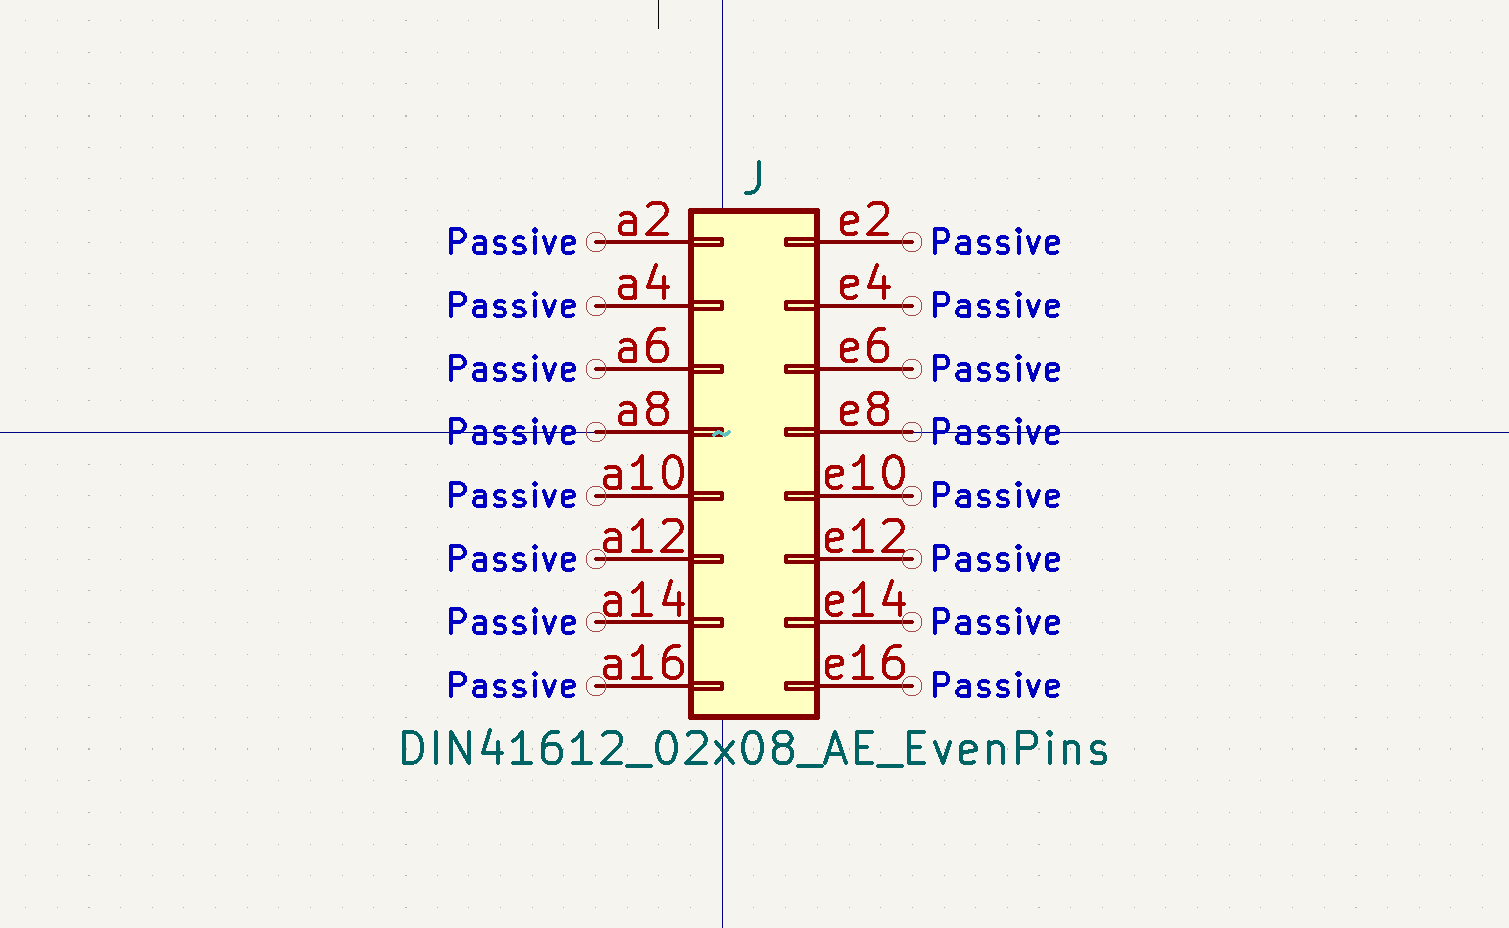 J
Passive a2 e2 Passive
Passive a4 e4 Passive
Passive a6 e6 Passive
Passive a8 ~ e8 Passive
Passive a10 e10 Passive
Passive a12 e12 Passive
Passive a14 e14 Passive
Passive a16 e16 Passive
DIN41612_02x08_AE_EvenPins